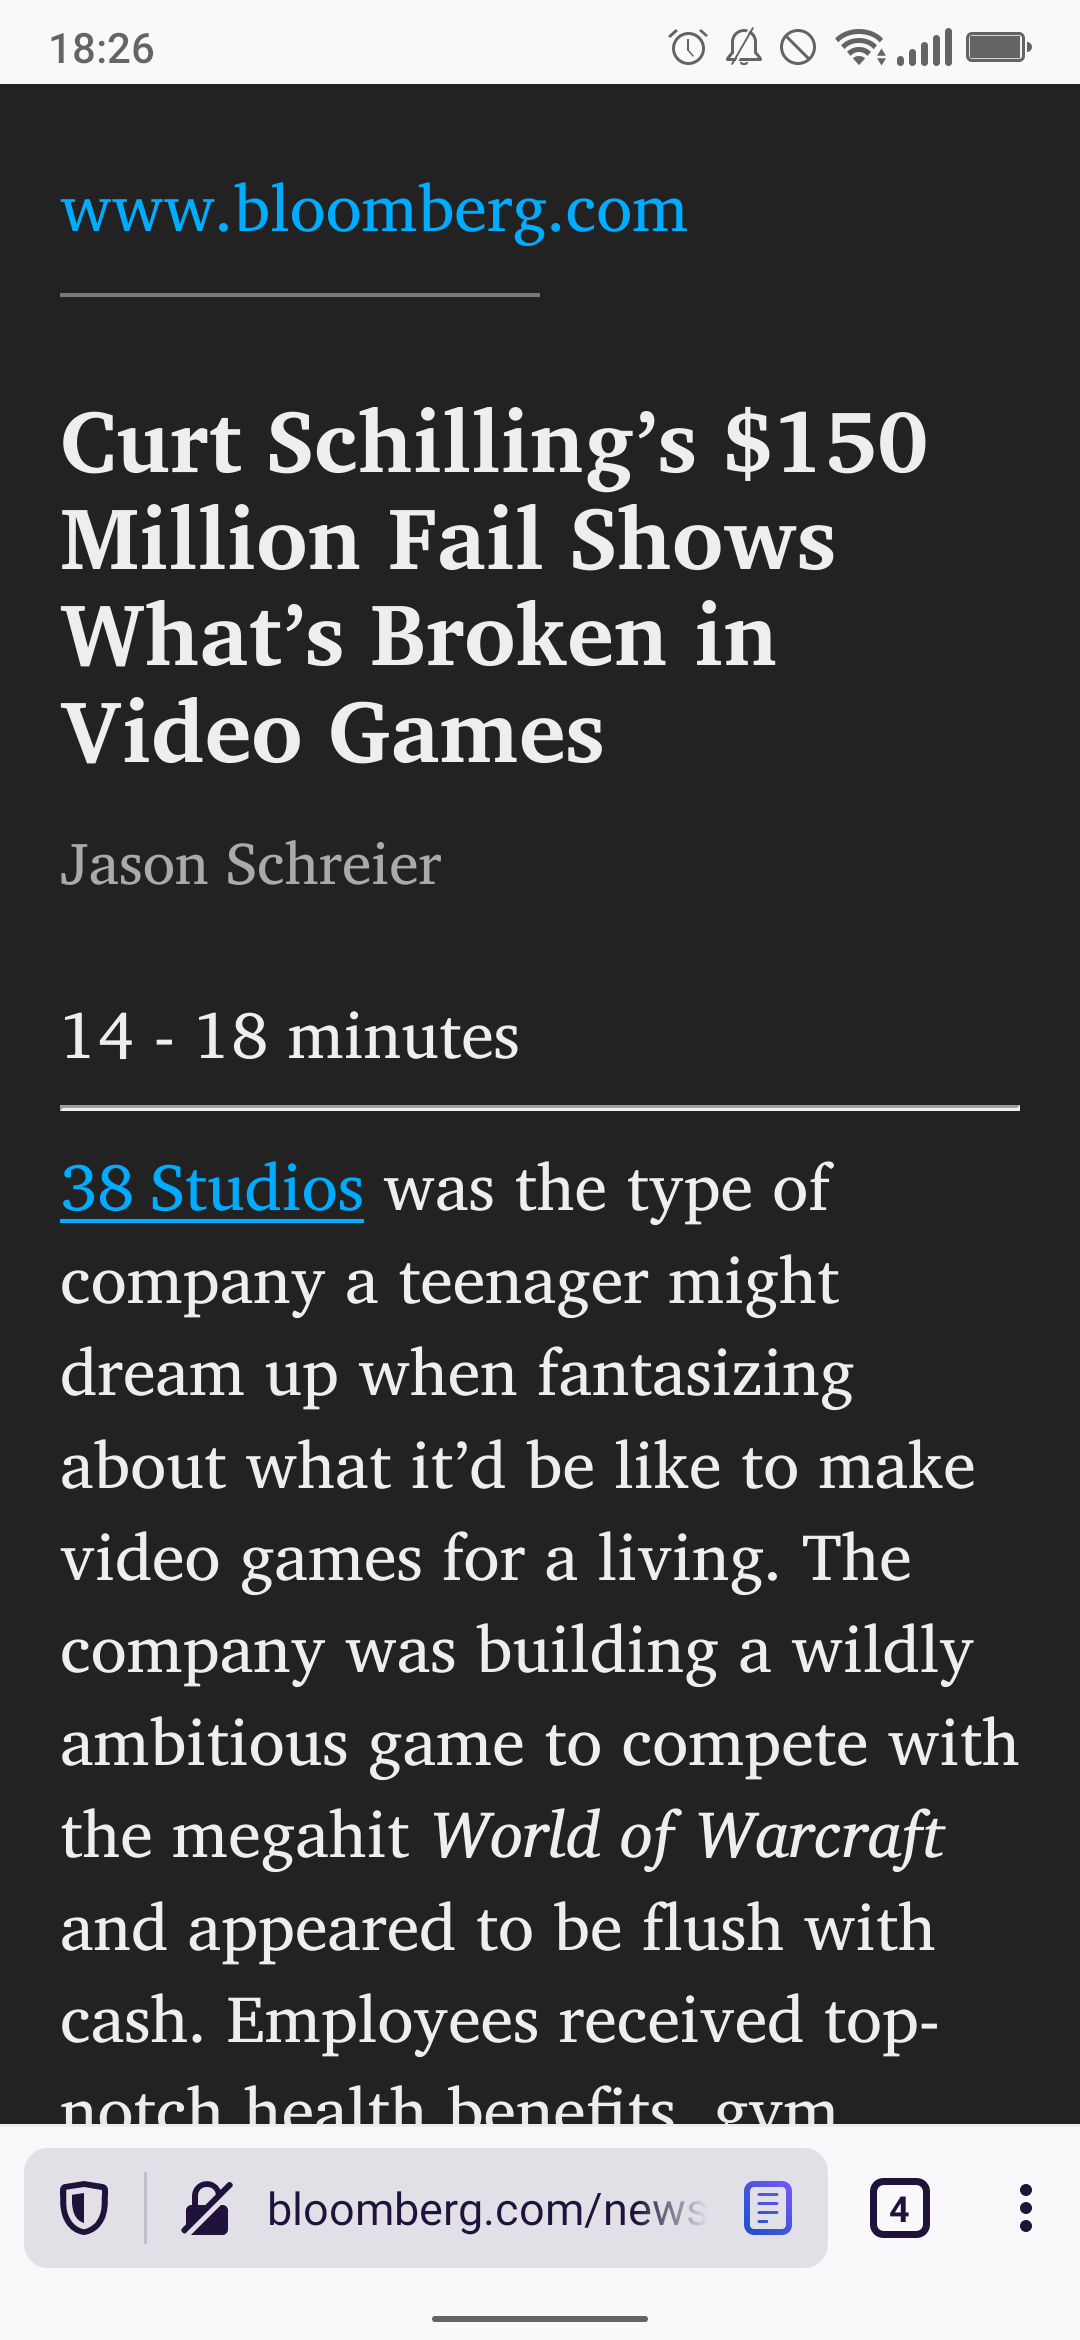 18:26
www.bloomberg.com
Curt Schilling’s $150
Million Fail Shows
What’s Broken in
Video Games
Jason Schreier
14 - 18 minutes
38 Studios was the type of
company a teenager might
dream up when fantasizing
about what it’d be like to make
video games for a living. The
company was building a wildly
ambitious game to compete with
the megahit World of Warcraft
and appeared to be flush with
cash. Employees received top-
notch health benefits, gym
bloomberg.com/news
4